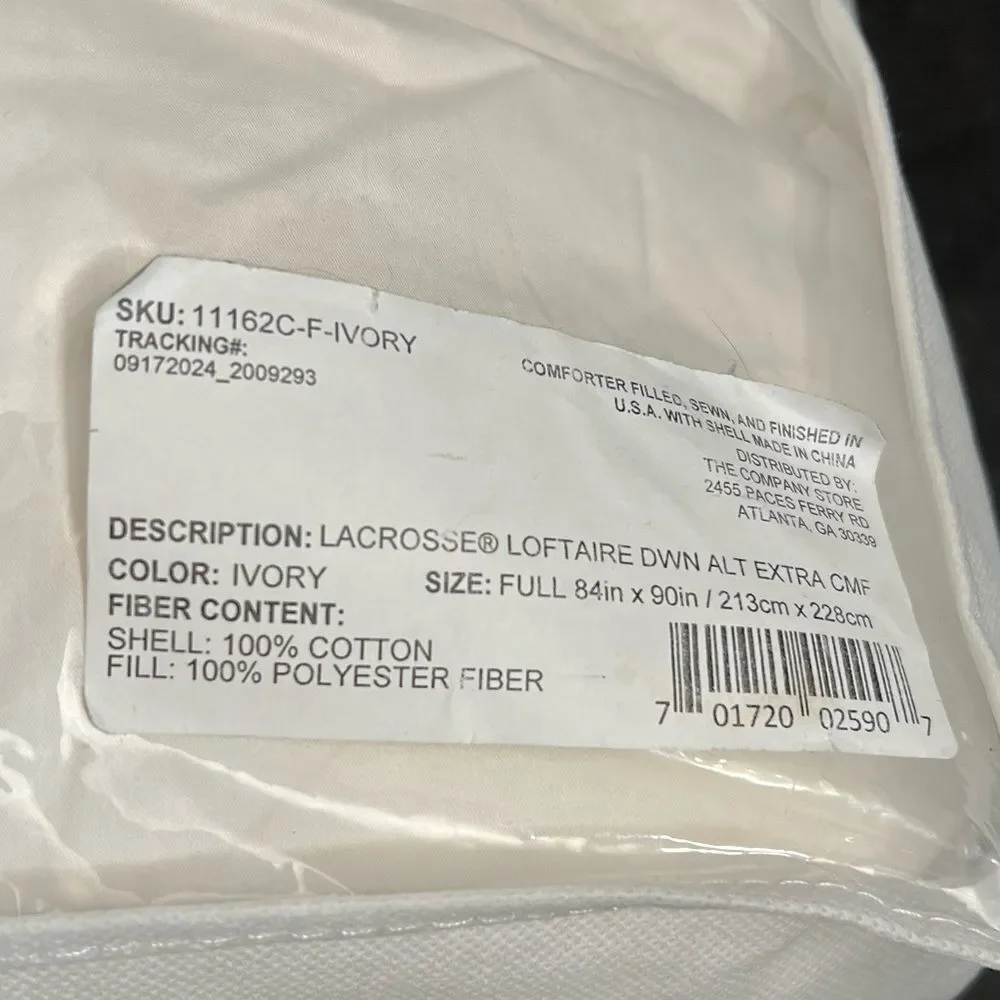 SKU: 11162C-F-IVORY
TRACKING#:
09172024_2009293
COMFORTER FILLED, SEWN, AND FINISHED IN
U.S.A. WITH SHELL MADE IN CHINA
DISTRIBUTED BY:
THE COMPANY STORE
2455 PACES FERRY RD
ATLANTA, GA 30339
DESCRIPTION: LACROSSE® LOFTAIRE DWN ALT EXTRA CMF
COLOR: IVORY SIZE: FULL 84in x 90in / 213cm x 228cm
FIBER CONTENT:
SHELL: 100% COTTON
FILL: 100% POLYESTER FIBER
7 01720 02590 7